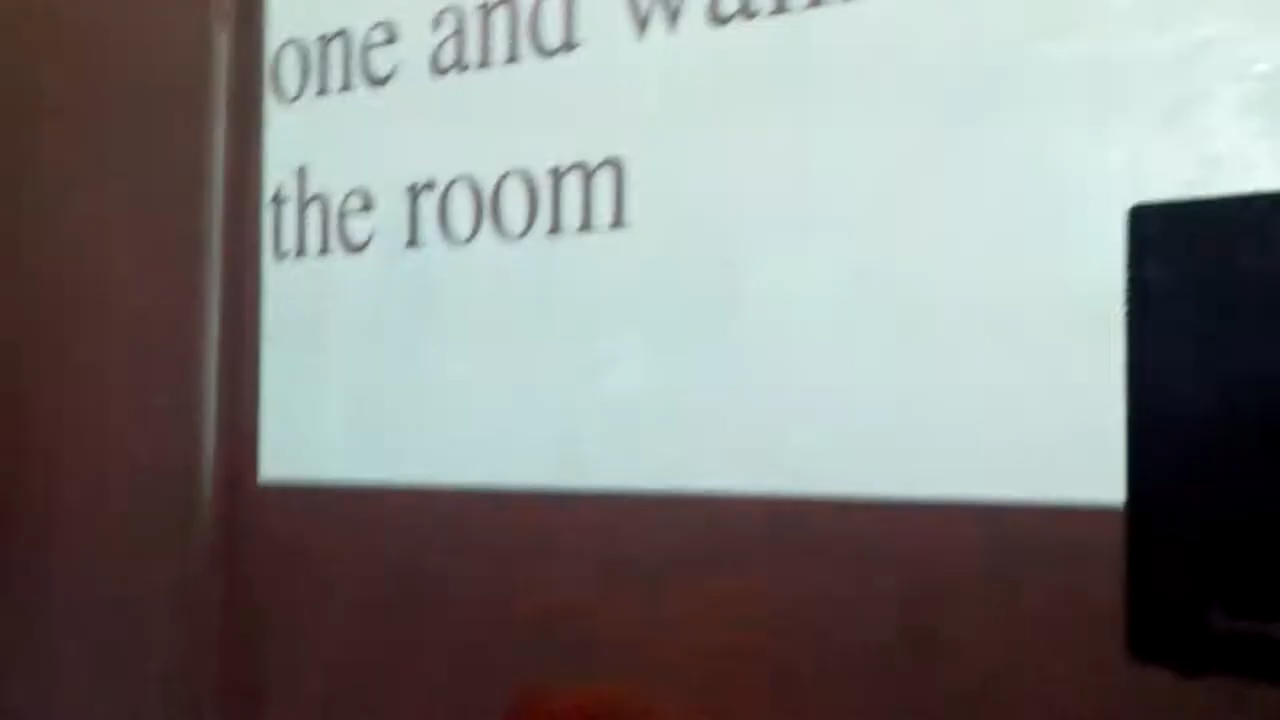 one and
the room